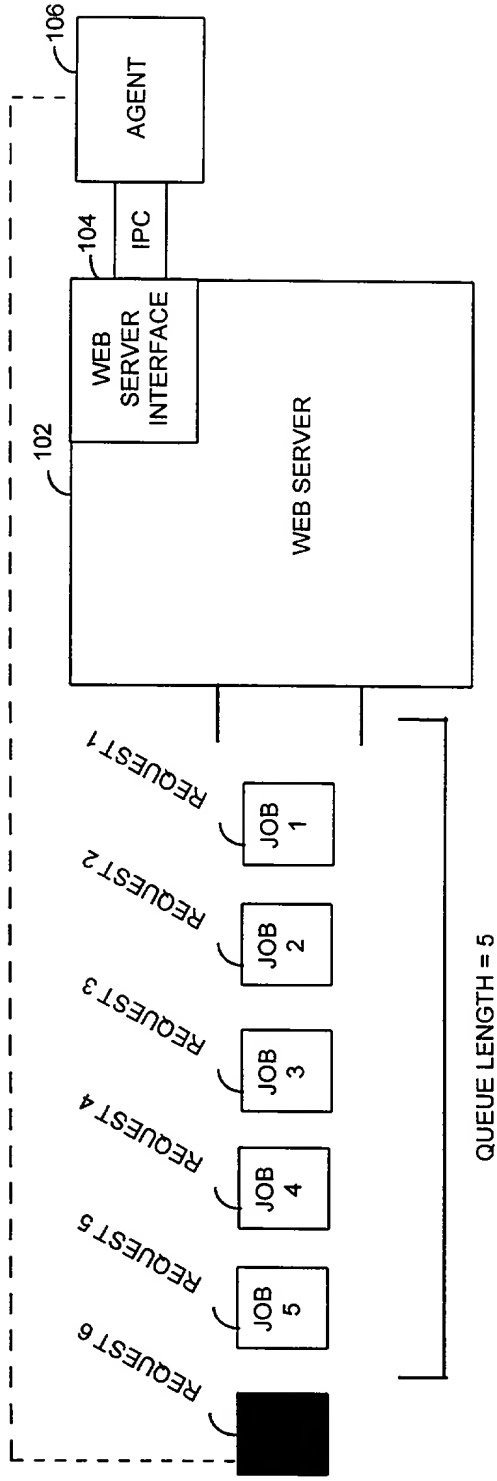 106
AGENT
IPC
104
WEB
SERVER
INTERFACE
102
WEB SERVER
REQUEST 1
JOB
1
REQUEST 2
JOB
2
REQUEST 3
JOB
3
REQUEST 4
JOB
4
REQUEST 5
JOB
5
REQUEST 6
QUEUE LENGTH = 5